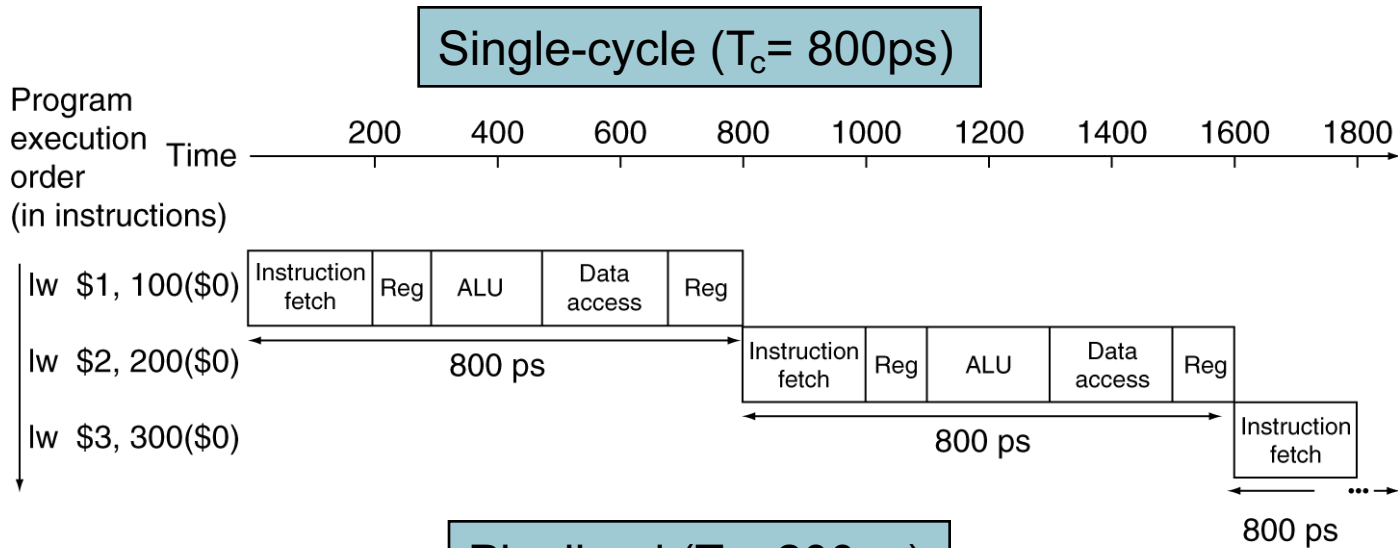 Single-cycle (Tc= 800ps)
Program
execution
order
(in instructions)
Time
200 400 600 800 1000 1200 1400 1600 1800
lw $1, 100($0)
Instruction
fetch
Reg
ALU
Data
access
Reg
800 ps
lw $2, 200($0)
Instruction
fetch
Reg
ALU
Data
access
Reg
800 ps
lw $3, 300($0)
Instruction
fetch
...
800 ps